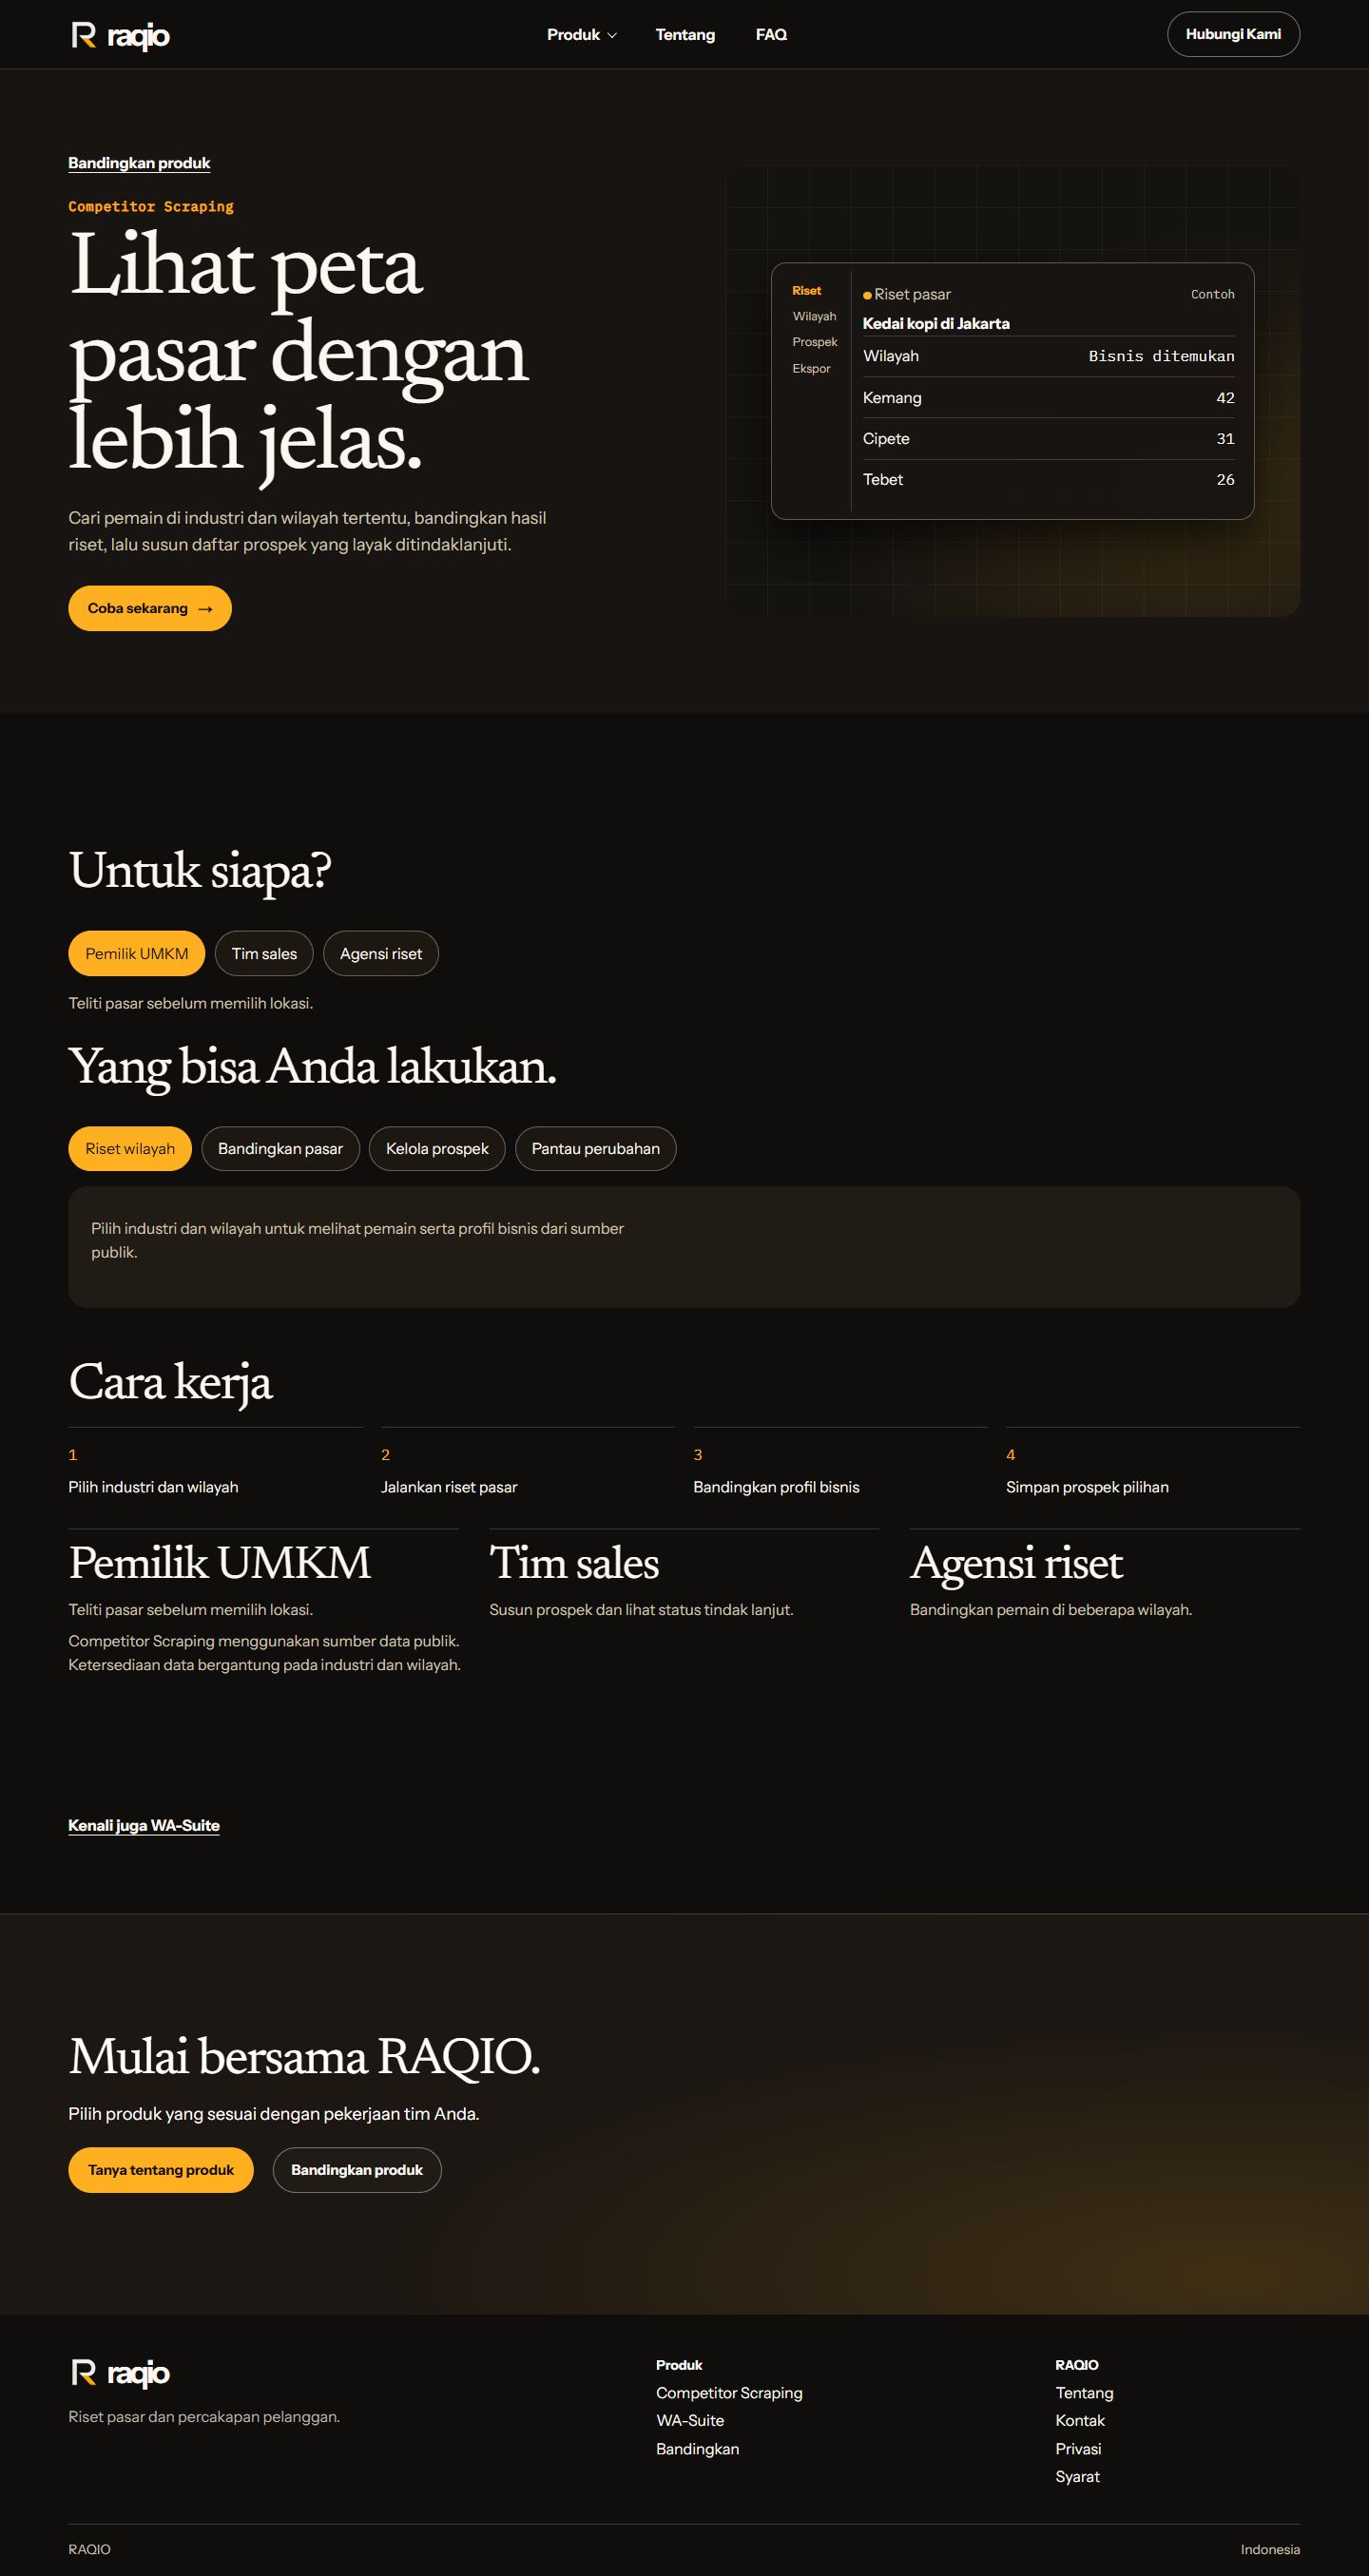 raqio
Produk
Tentang
FAQ
Hubungi Kami
Bandingkan produk
Competitor Scraping
Lihat peta
pasar dengan
lebih jelas.
Cari pemain di industri dan wilayah tertentu, bandingkan hasil
riset, lalu susun daftar prospek yang layak ditindaklanjuti.
Coba sekarang →
Riset
Wilayah
Prospek
Ekspor
Riset pasar
Contoh
Kedai kopi di Jakarta
Wilayah Bisnis ditemukan
Kemang 42
Cipete 31
Tebet 26
Untuk siapa?
Pemilik UMKM
Tim sales
Agensi riset
Teliti pasar sebelum memilih lokasi.
Yang bisa Anda lakukan.
Riset wilayah
Bandingkan pasar
Kelola prospek
Pantau perubahan
Pilih industri dan wilayah untuk melihat pemain serta profil bisnis dari sumber
publik.
Cara kerja
1
Pilih industri dan wilayah
2
Jalankan riset pasar
3
Bandingkan profil bisnis
4
Simpan prospek pilihan
Pemilik UMKM
Teliti pasar sebelum memilih lokasi.
Tim sales
Susun prospek dan lihat status tindak lanjut.
Agensi riset
Bandingkan pemain di beberapa wilayah.
Competitor Scraping menggunakan sumber data publik.
Ketersediaan data bergantung pada industri dan wilayah.
Kenali juga WA-Suite
Mulai bersama RAQIO.
Pilih produk yang sesuai dengan pekerjaan tim Anda.
Tanya tentang produk
Bandingkan produk
raqio
Riset pasar dan percakapan pelanggan.
Produk
Competitor Scraping
WA-Suite
Bandingkan
RAQIO
Tentang
Kontak
Privasi
Syarat
RAQIO
Indonesia